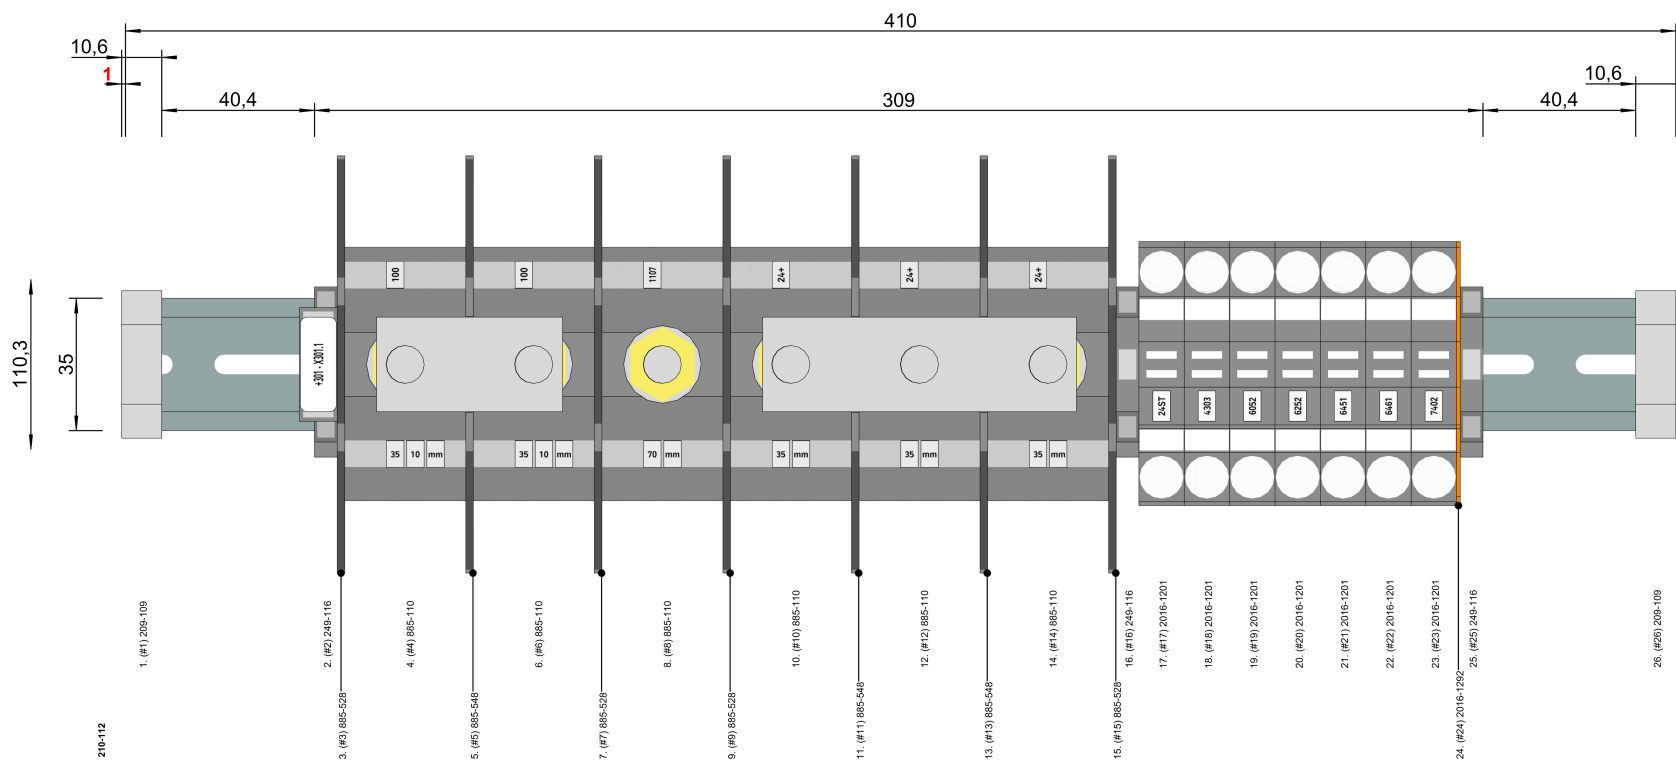 410
10,6
10,6
1
40,4
309
40,4
110,3
35
100
100
1107
24+
24+
24+
+301 - X301.1
24ST
4303
6052
6252
6451
6461
7402
35 10 mm
35 10 mm
70 mm
35 mm
35 mm
35 mm
1. (#1) 209-109
2. (#2) 249-116
3. (#3) 885-528
4. (#4) 885-110
5. (#5) 885-548
6. (#6) 885-110
7. (#7) 885-528
8. (#8) 885-110
9. (#9) 885-528
10. (#10) 885-110
11. (#11) 885-548
12. (#12) 885-110
13. (#13) 885-548
14. (#14) 885-110
15. (#15) 885-528
16. (#16) 249-116
17. (#17) 2016-1201
18. (#18) 2016-1201
19. (#19) 2016-1201
20. (#20) 2016-1201
21. (#21) 2016-1201
22. (#22) 2016-1201
23. (#23) 2016-1201
24. (#24) 2016-1292
25. (#25) 249-116
26. (#26) 209-109
210-112